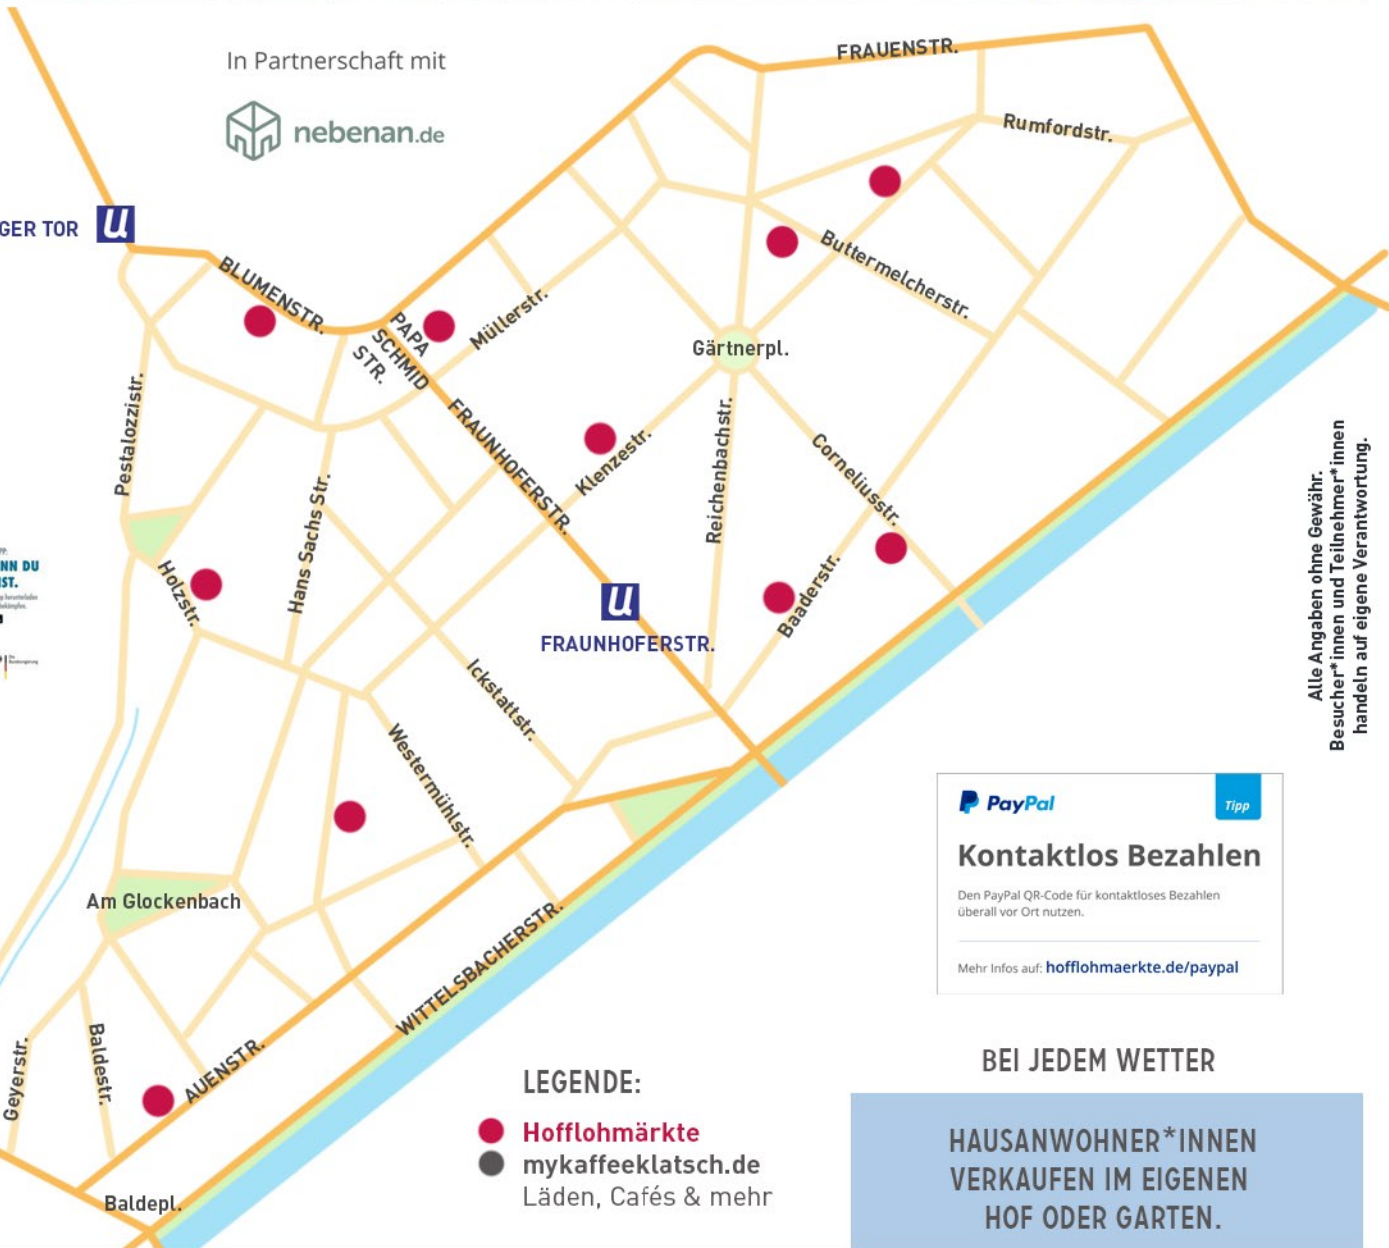 In Partnerschaft mit
nebenan.de
FRAUENSTR.
Rumfordstr.
GER TOR
U
BLUMENSTR.
PAPA
SCHMID
STR.
Müllerstr.
Buttermelcherstr.
Gärtnerpl.
Pestalozzistr.
FRAUNHOFERSTR.
Klenzestr.
Reichenbachstr.
Corneliusstr.
Hans Sachs Str.
Holzstr.
Baaderstr.
U
FRAUNHOFERSTR.
Ickstattstr.
Westermühlstr.
Am Glockenbach
WITTELSBACHERSTR.
Geyerstr.
Baldestr.
AUENSTR.
Baldepl.
NN DU
IST.
Alle Angaben ohne Gewähr.
Besucher*innen und Teilnehmer*innen
handeln auf eigene Verantwortung.
PayPal
Tipp
Kontaktlos Bezahlen
Den PayPal QR-Code für kontaktloses Bezahlen
überall vor Ort nutzen.
Mehr Infos auf: hofflohmaerkte.de/paypal
LEGENDE:
Hofflohmärkte
mykaffeeklatsch.de
Läden, Cafés & mehr
BEI JEDEM WETTER
HAUSANWOHNER*INNEN
VERKAUFEN IM EIGENEN
HOF ODER GARTEN.